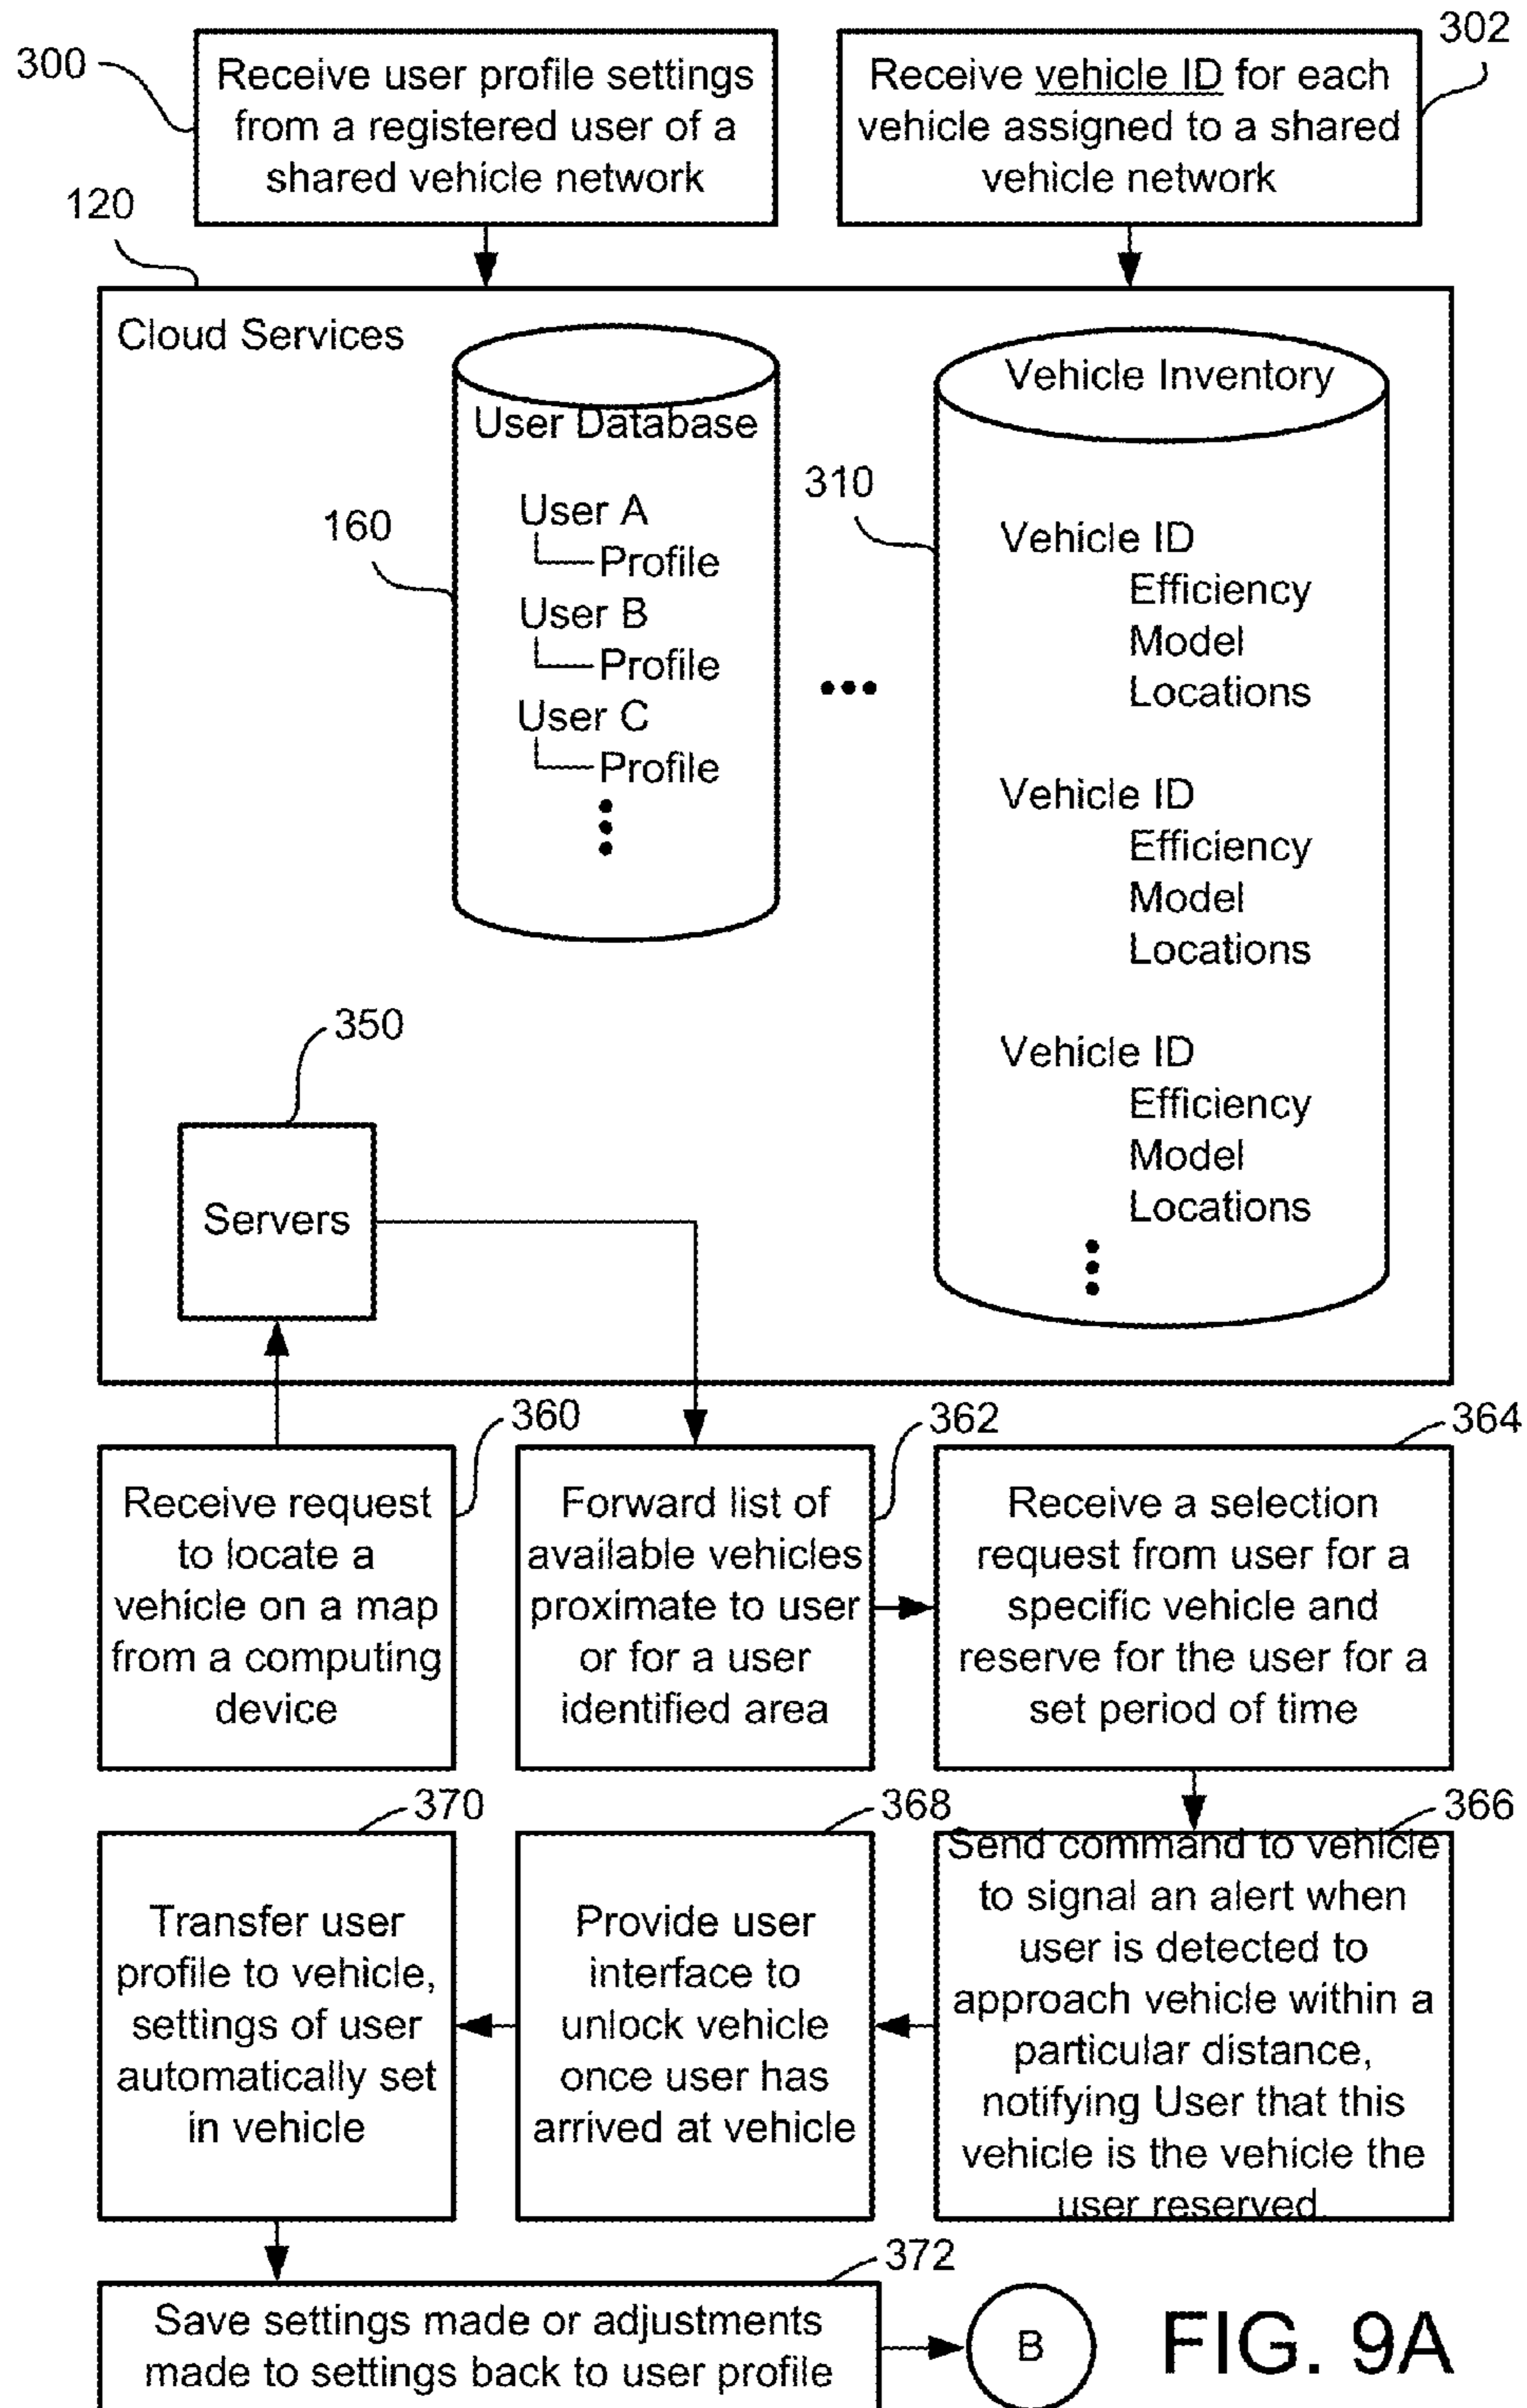 300
Receive user profile settings
from a registered user of a
shared vehicle network
302
Receive vehicle ID for each
vehicle assigned to a shared
vehicle network
120
Cloud Services
User Database
160
User A
Profile
User B
Profile
User C
Profile
Vehicle Inventory
310
Vehicle ID
Efficiency
Model
Locations
Vehicle ID
Efficiency
Model
Locations
Vehicle ID
Efficiency
Model
Locations
350
Servers
360
Receive request
to locate a
vehicle on a map
from a computing
device
362
Forward list of
available vehicles
proximate to user
or for a user
identified area
364
Receive a selection
request from user for a
specific vehicle and
reserve for the user for a
set period of time
366
Send command to vehicle
to signal an alert when
user is detected to
approach vehicle within a
particular distance,
notifying User that this
vehicle is the vehicle the
user reserved.
368
Provide user
interface to
unlock vehicle
once user has
arrived at vehicle
370
Transfer user
profile to vehicle,
settings of user
automatically set
in vehicle
372
Save settings made or adjustments
made to settings back to user profile
B
FIG. 9A